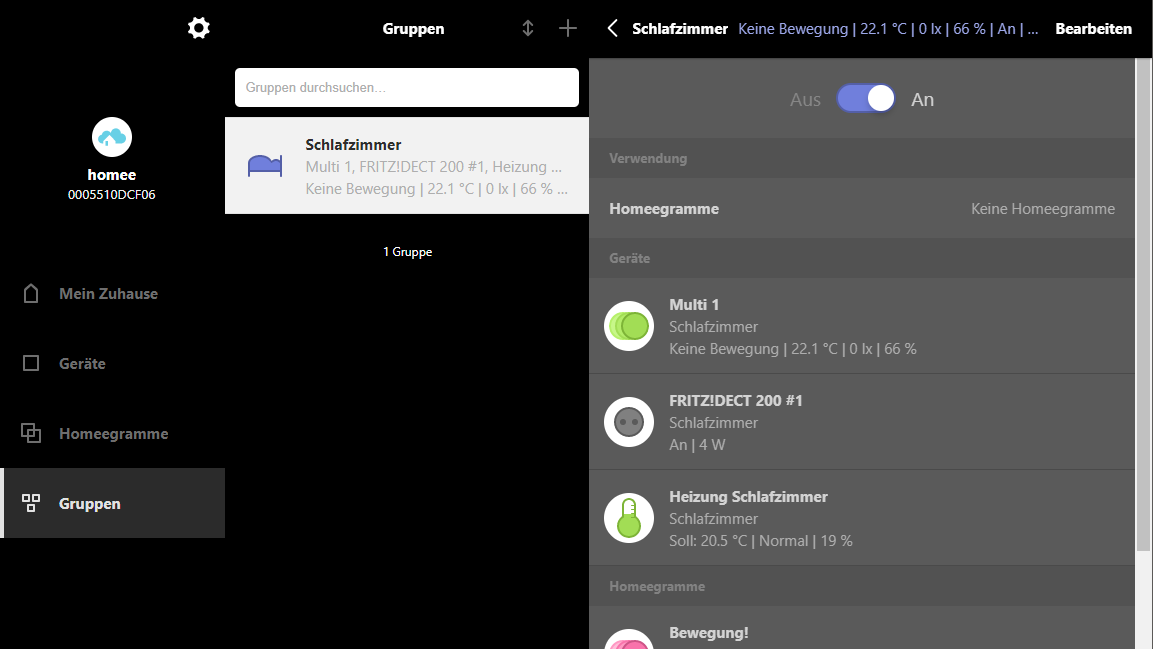 homee
0005510DCF06
Mein Zuhause
Geräte
Homeegramme
Gruppen
Gruppen
Gruppen durchsuchen…
Schlafzimmer
Multi 1, FRITZ!DECT 200 #1, Heizung ...
Keine Bewegung | 22.1 °C | 0 lx | 66 % ...
1 Gruppe
Schlafzimmer Keine Bewegung | 22.1 °C | 0 lx | 66 % | An | ... Bearbeiten
Aus An
Verwendung
Homeegramme Keine Homeegramme
Geräte
Multi 1
Schlafzimmer
Keine Bewegung | 22.1 °C | 0 lx | 66 %
FRITZ!DECT 200 #1
Schlafzimmer
An | 4 W
Heizung Schlafzimmer
Schlafzimmer
Soll: 20.5 °C | Normal | 19 %
Homeegramme
Bewegung!